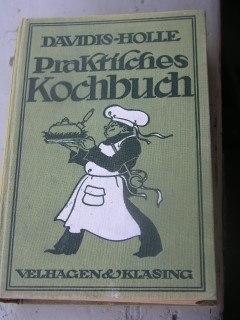 DAVIDIS-HOLLE
Praktisches
Kochbuch
VELHAGEN & KLASING